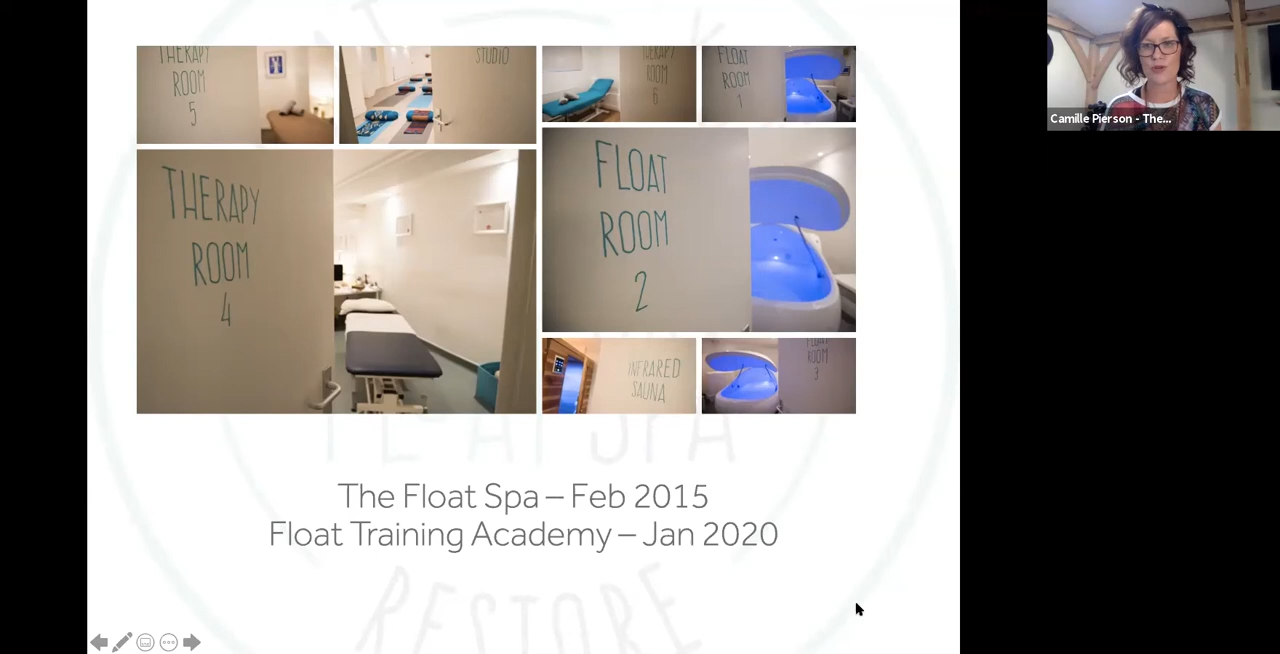 THERAPY
ROOM
5
STUDIO
THERAPY
ROOM
6
FLOAT
ROOM
1
THERAPY
ROOM
4
FLOAT
ROOM
2
INFRARED
SAUNA
FLOAT
ROOM
3
The Float Spa – Feb 2015
Float Training Academy – Jan 2020
RESTORE
Camille Pierson - The...